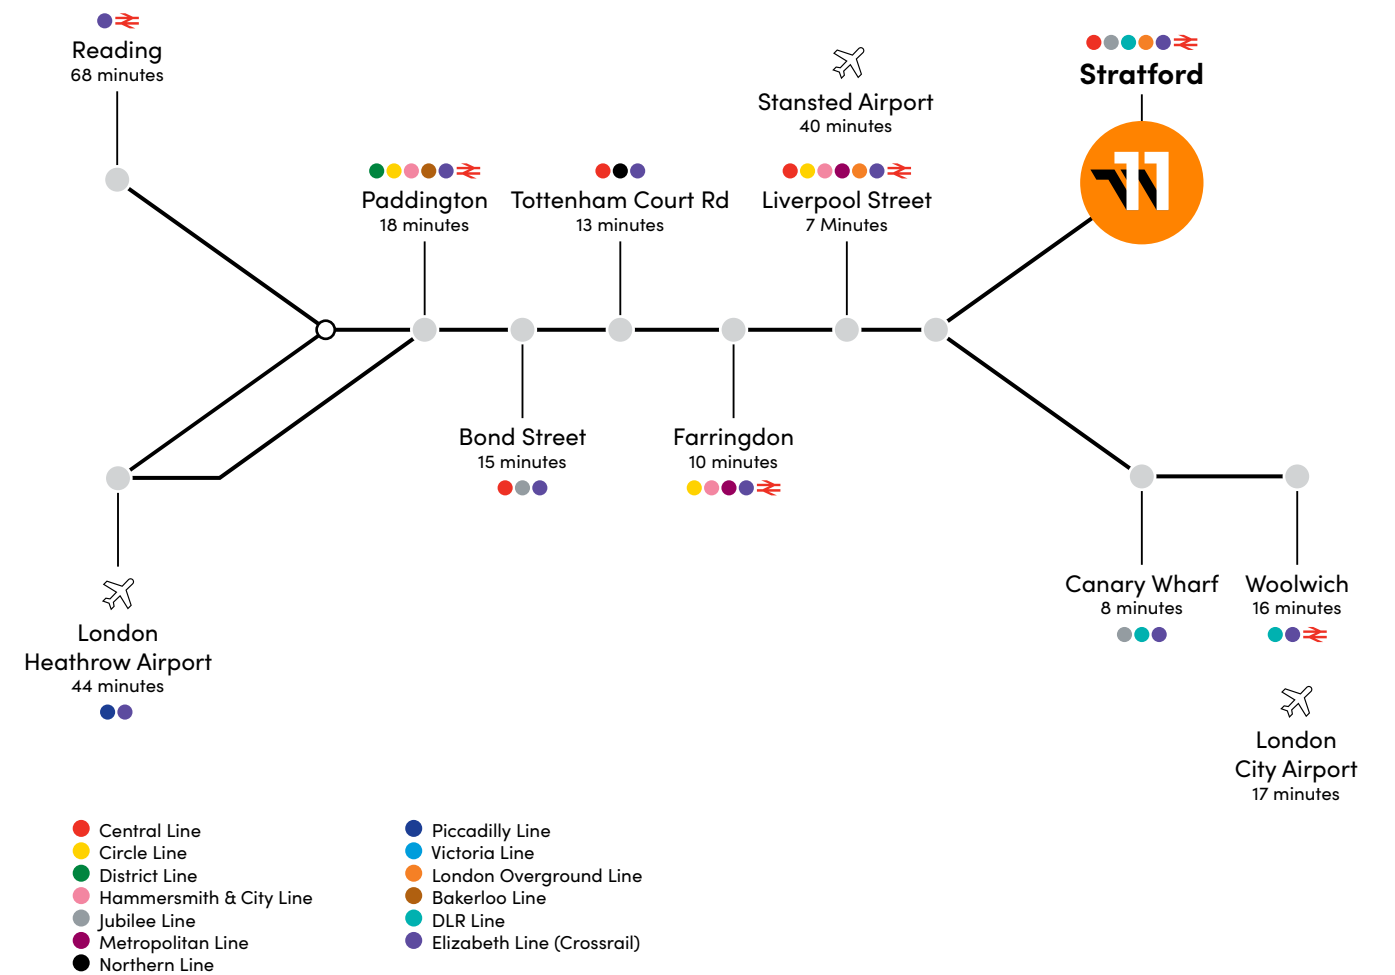 Reading
68 minutes
Stratford
Stansted Airport
40 minutes
Paddington
18 minutes
Tottenham Court Rd
13 minutes
Liverpool Street
7 Minutes
11
Bond Street
15 minutes
Farringdon
10 minutes
Canary Wharf
8 minutes
Woolwich
16 minutes
London
Heathrow Airport
44 minutes
London
City Airport
17 minutes
Central Line
Circle Line
District Line
Hammersmith & City Line
Jubilee Line
Metropolitan Line
Northern Line
Piccadilly Line
Victoria Line
London Overground Line
Bakerloo Line
DLR Line
Elizabeth Line (Crossrail)